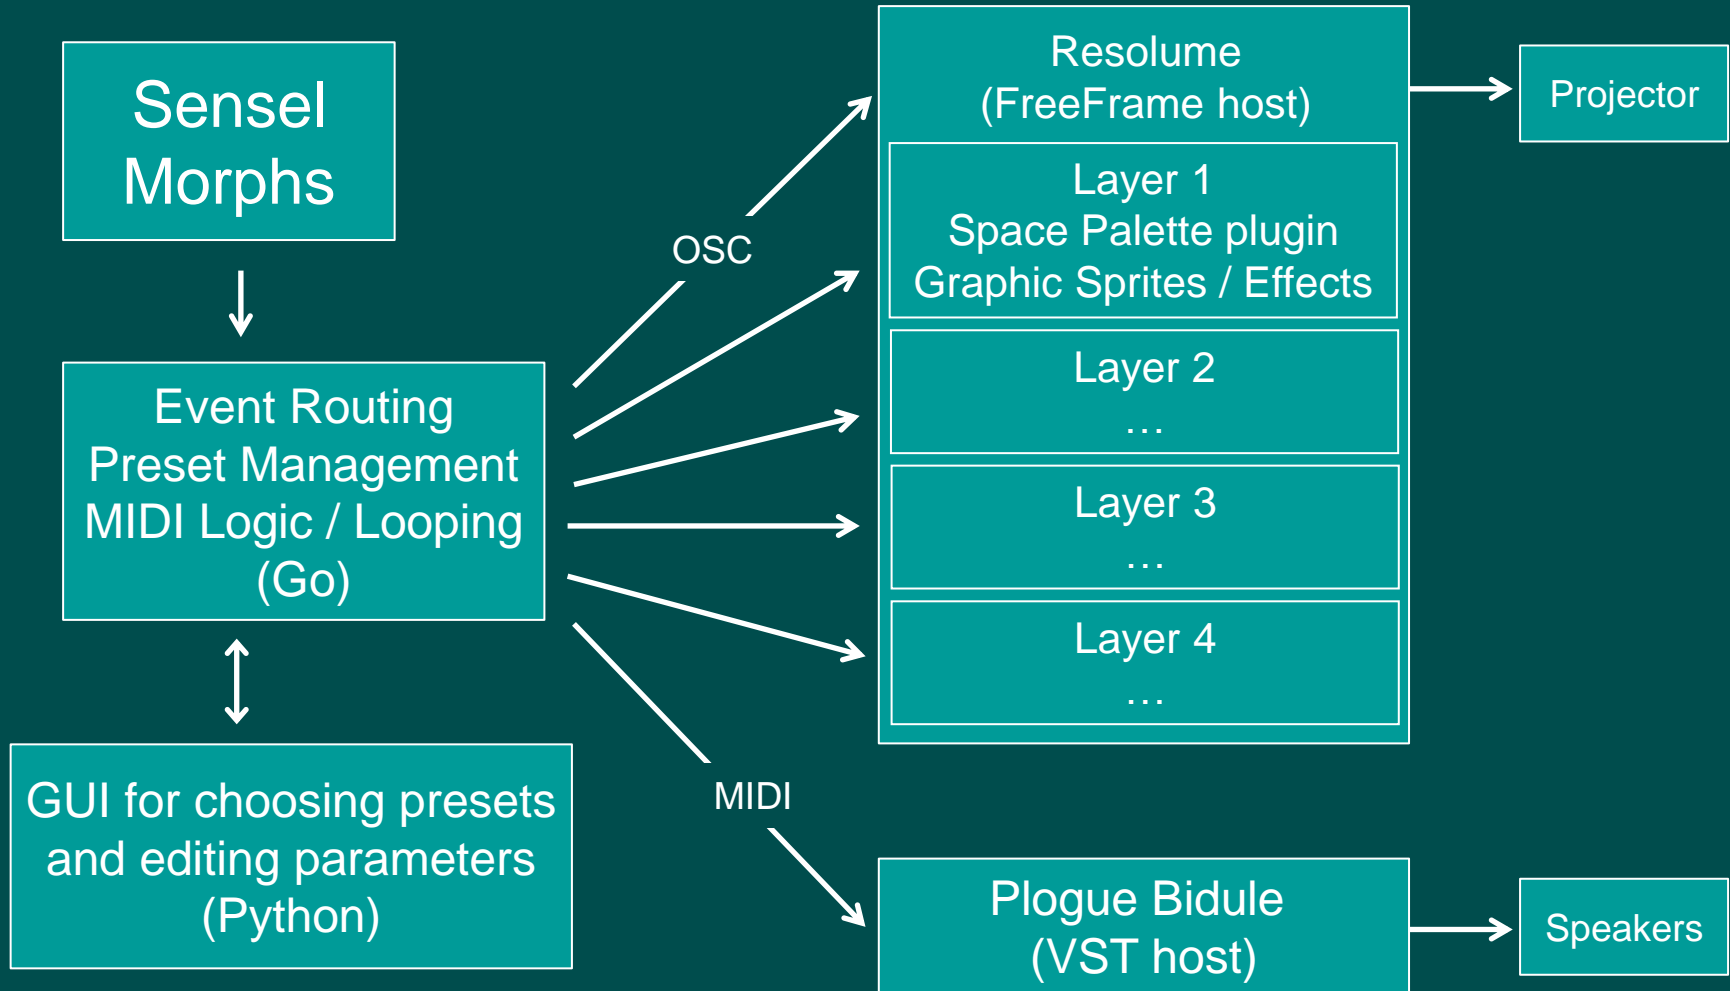 Sensel
Morphs
Event Routing
Preset Management
MIDI Logic / Looping
(Go)
GUI for choosing presets
and editing parameters
(Python)
OSC
MIDI
Resolume
(FreeFrame host)
Layer 1
Space Palette plugin
Graphic Sprites / Effects
Layer 2
…
Layer 3
…
Layer 4
…
Plogue Bidule
(VST host)
Projector
Speakers